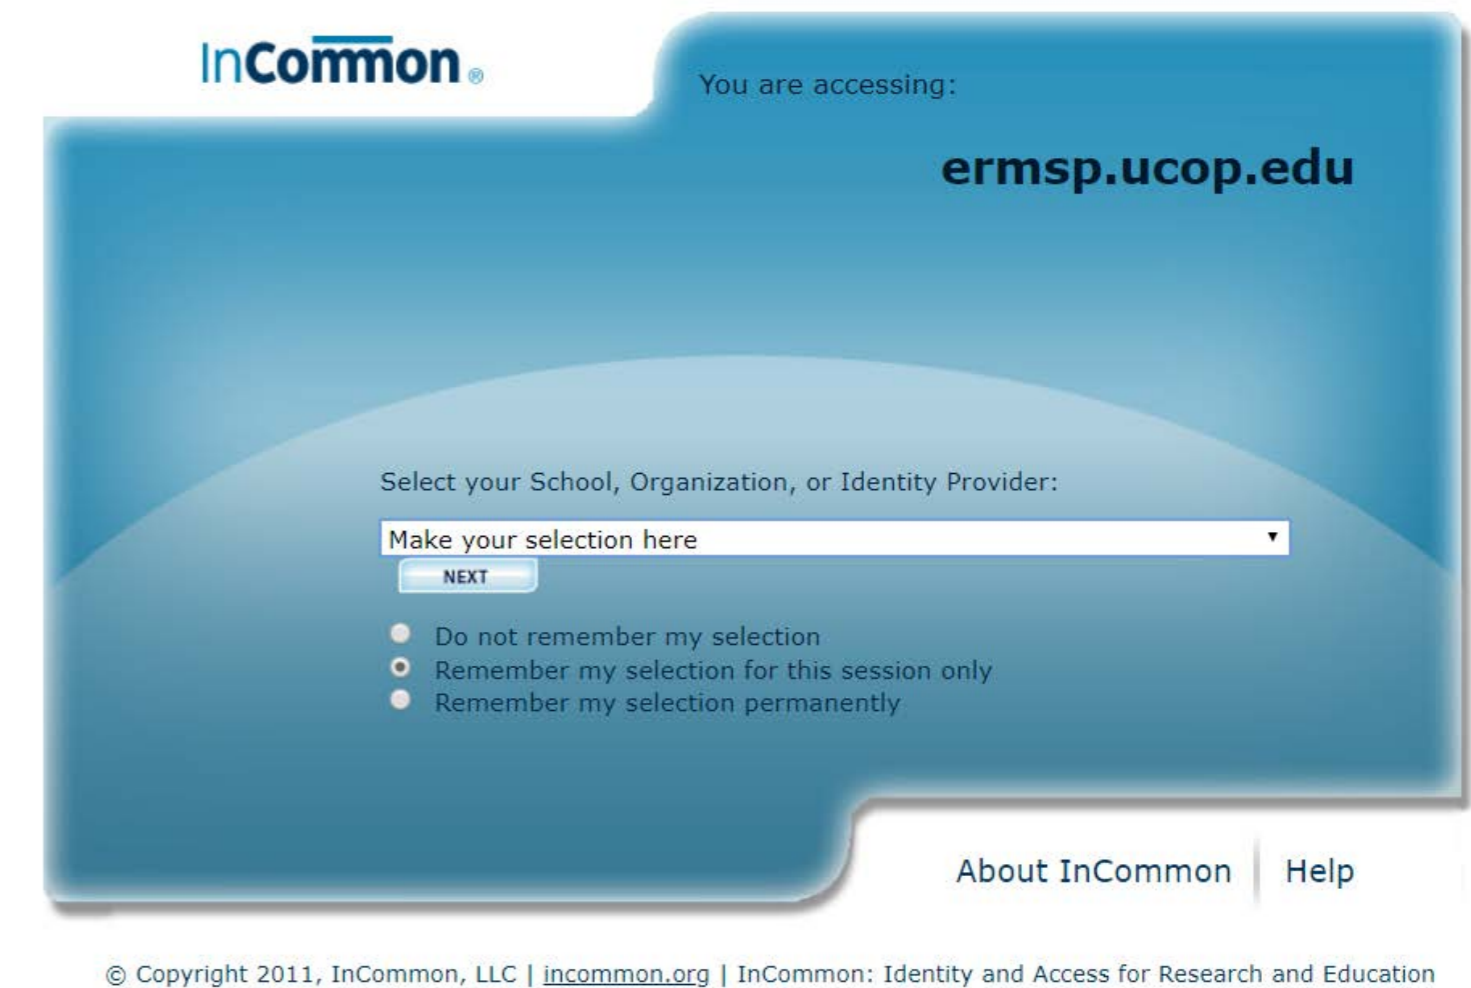 InCommon®
You are accessing:
ermsp.ucop.edu
Select your School, Organization, or Identity Provider:
Make your selection here
NEXT
Do not remember my selection
Remember my selection for this session only
Remember my selection permanently
About InCommon | Help
© Copyright 2011, InCommon, LLC | incommon.org | InCommon: Identity and Access for Research and Education